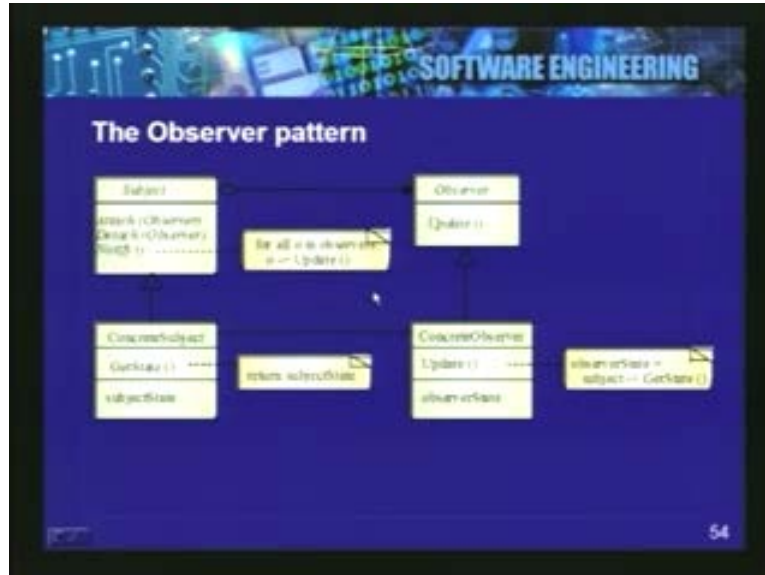 SOFTWARE ENGINEERING
The Observer pattern
Subject
Attach (Observer)
Detach (Observer)
Notify ()
for all o in observers
o -> Update ()
Observer
Update ()
ConcreteSubject
GetState ()
subjectState
return subjectState
ConcreteObserver
Update ()
observerState
observerState =
subject -> GetState ()
54